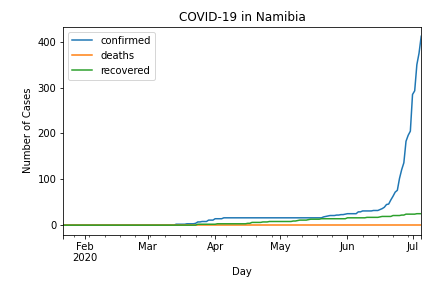 COVID-19 in Namibia
confirmed
deaths
recovered
Number of Cases
400
300
200
100
0
Feb Mar Apr May Jun Jul
2020
Day